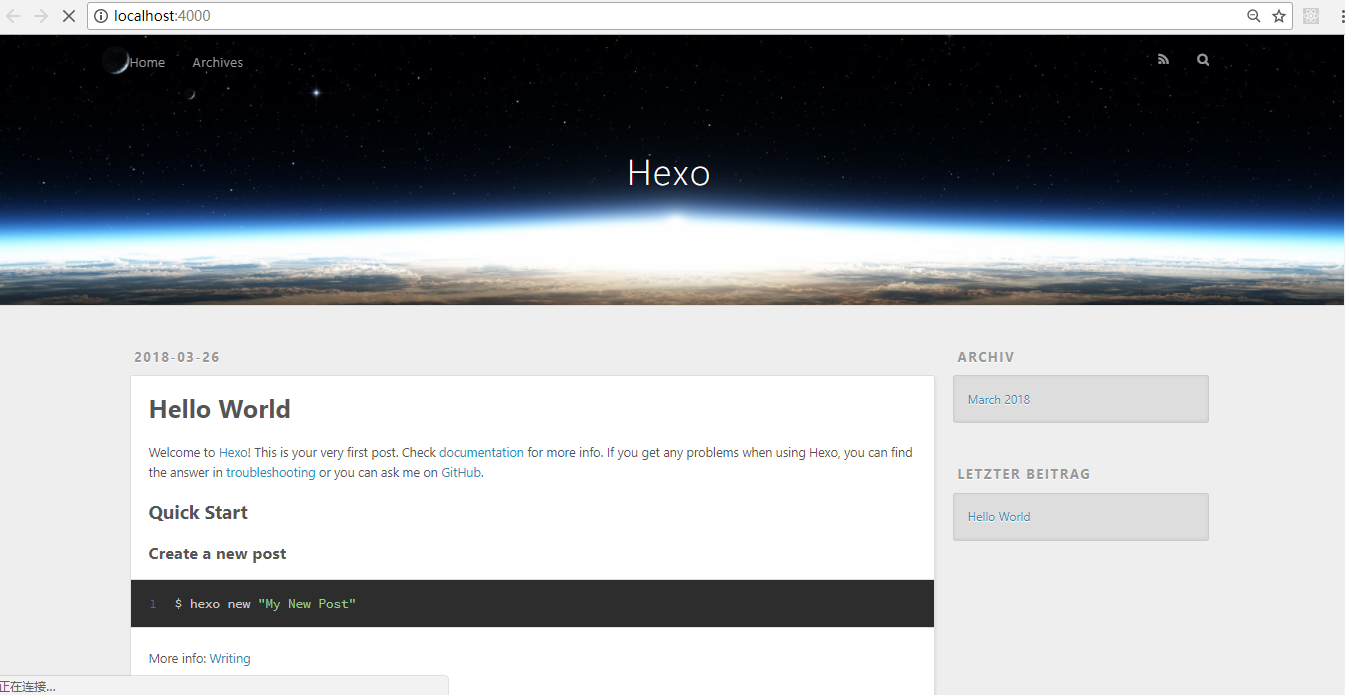 localhost:4000
Home Archives
Hexo
2018-03-26
Hello World
Welcome to Hexo! This is your very first post. Check documentation for more info. If you get any problems when using Hexo, you can find
the answer in troubleshooting or you can ask me on GitHub.
Quick Start
Create a new post
1 $ hexo new "My New Post"
More info: Writing
ARCHIV
March 2018
LETZTER BEITRAG
Hello World
正在连接...